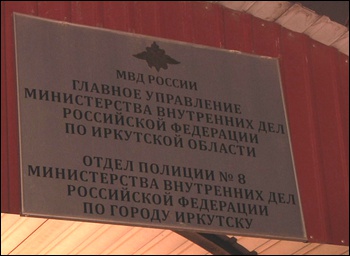 МВД РОССИИ
ГЛАВНОЕ УПРАВЛЕНИЕ
МИНИСТЕРСТВА ВНУТРЕННИХ ДЕЛ
РОССИЙСКОЙ ФЕДЕРАЦИИ
ПО ИРКУТСКОЙ ОБЛАСТИ
ОТДЕЛ ПОЛИЦИИ № 8
МИНИСТЕРСТВА ВНУТРЕННИХ ДЕЛ
РОССИЙСКОЙ ФЕДЕРАЦИИ
ПО ГОРОДУ ИРКУТСКУ